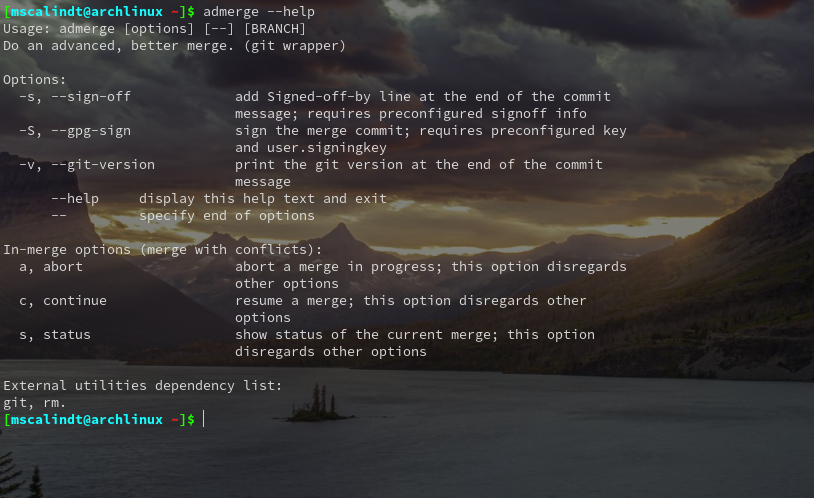 [mscalindt@archlinux ~]$ admerge --help
Usage: admerge [options] [--] [BRANCH]
Do an advanced, better merge. (git wrapper)
Options:
-s, --sign-off add Signed-off-by line at the end of the commit
message; requires preconfigured signoff info
-S, --gpg-sign sign the merge commit; requires preconfigured key
and user.signingkey
-v, --git-version print the git version at the end of the commit
message
--help display this help text and exit
-- specify end of options
In-merge options (merge with conflicts):
a, abort abort a merge in progress; this option disregards
other options
c, continue resume a merge; this option disregards other
options
s, status show status of the current merge; this option
disregards other options
External utilities dependency list:
git, rm.
[mscalindt@archlinux ~]$